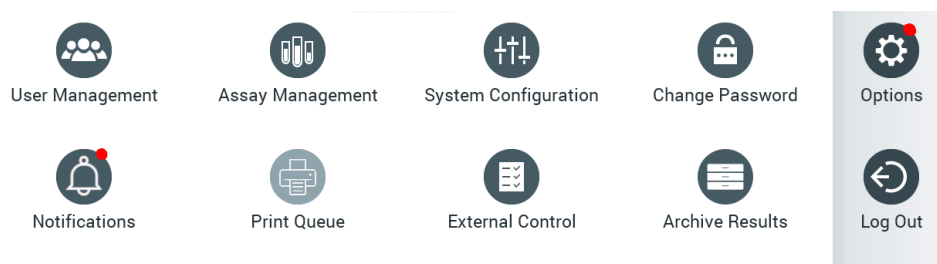 User Management
Assay Management
System Configuration
Change Password
Options
Notifications
Print Queue
External Control
Archive Results
Log Out